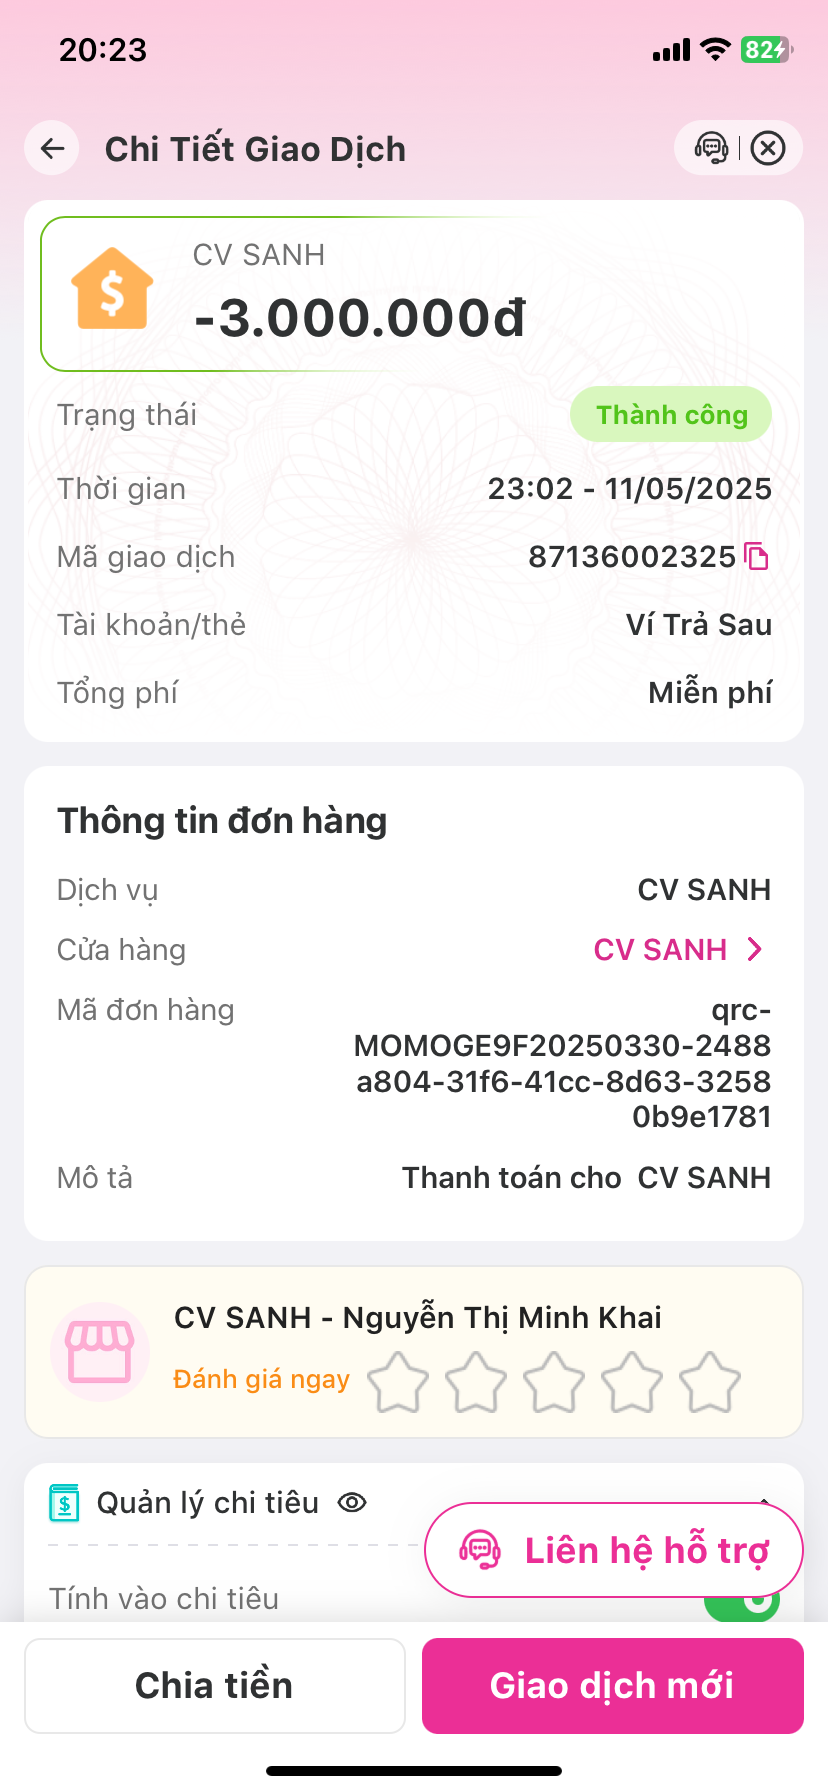 20:23
82
Chi Tiết Giao Dịch
CV SANH
-3.000.000đ
Trạng thái
Thành công
Thời gian
23:02 - 11/05/2025
Mã giao dịch
87136002325
Tài khoản/thẻ
Ví Trả Sau
Tổng phí
Miễn phí
Thông tin đơn hàng
Dịch vụ
CV SANH
Cửa hàng
CV SANH
Mã đơn hàng
qrc-
MOMOGE9F20250330-2488
a804-31f6-41cc-8d63-3258
0b9e1781
Mô tả
Thanh toán cho  CV SANH
CV SANH - Nguyễn Thị Minh Khai
Đánh giá ngay
Quản lý chi tiêu
Liên hệ hỗ trợ
Tính vào chi tiêu
Chia tiền
Giao dịch mới